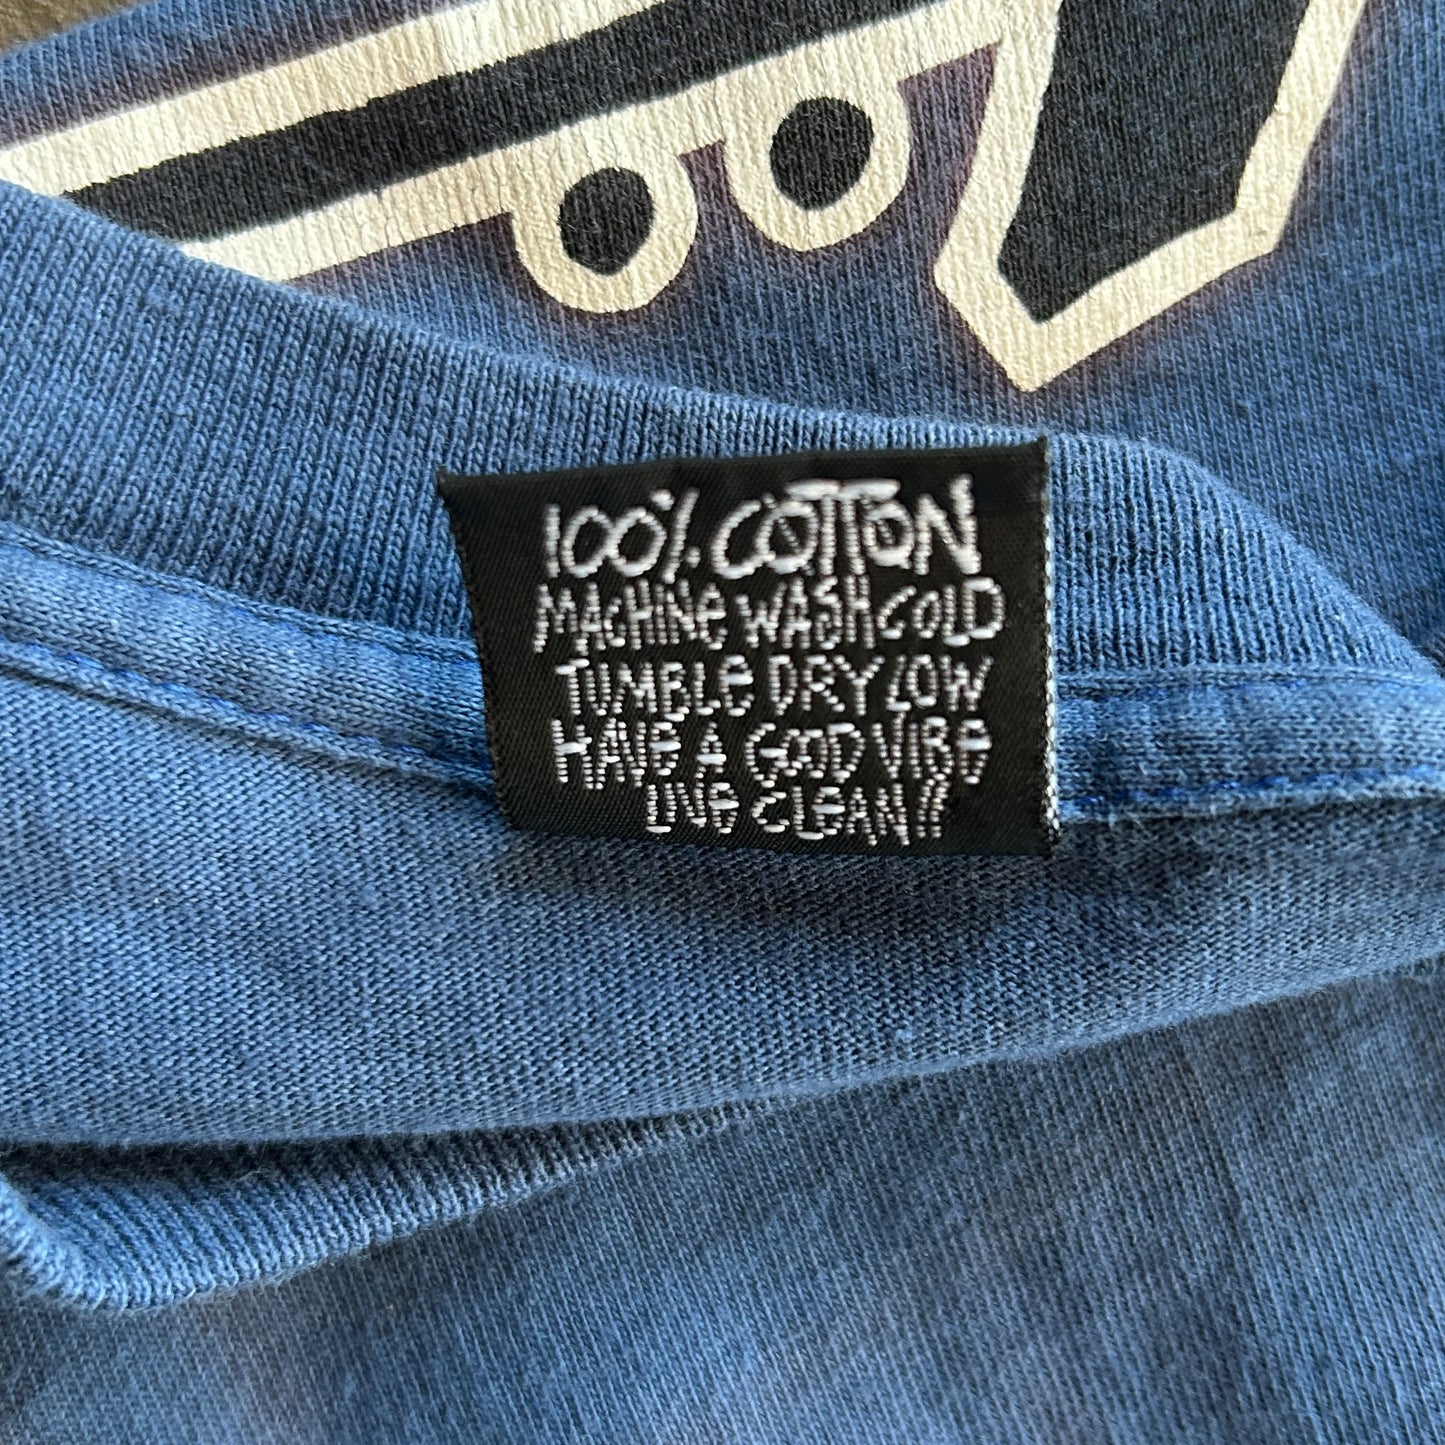 100% COTTON
MACHINE WASH COLD
TUMBLE DRY LOW
HAVE A GOOD VIBE
LIVE CLEAN!!